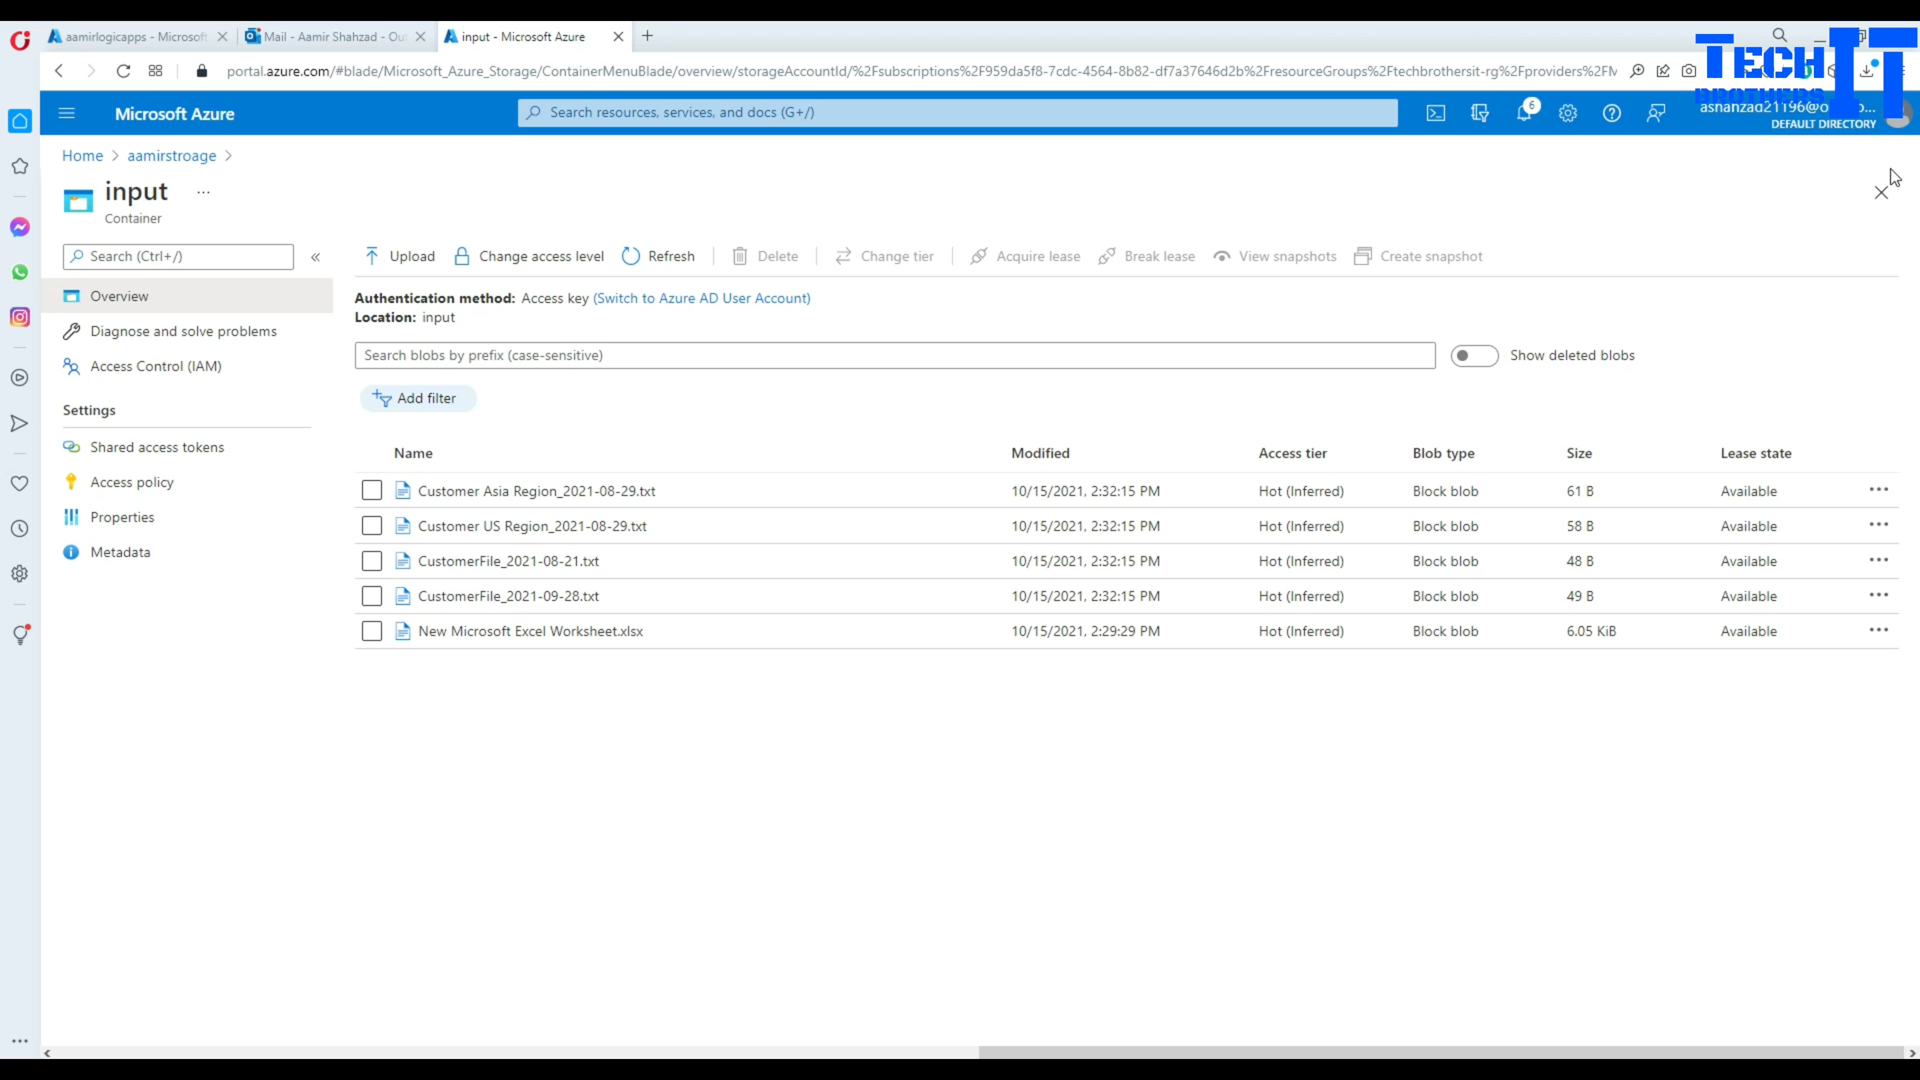 aamirlogicapps - Microsoft
Mail - Aamir Shahzad - Out
input - Microsoft Azure
portal.azure.com/#blade/Microsoft_Azure_Storage/ContainerMenuBlade/overview/storageAccountId/%2Fsubscriptions%2F959da5f8-7cdc-4564-8b82-df7a37646d2b%2FresourceGroups%2Ftechbrothersit-rg%2Fproviders%2FM
TECH IT
BROTHERS
Microsoft Azure
Search resources, services, and docs (G+/)
6
DEFAULT DIRECTORY
Home > aamirstroage >
input ...
Container
Search (Ctrl+/)
«
Upload
Change access level
Refresh
Delete
Change tier
Acquire lease
Break lease
View snapshots
Create snapshot
Overview
Diagnose and solve problems
Access Control (IAM)
Settings
Shared access tokens
Access policy
Properties
Metadata
Authentication method: Access key (Switch to Azure AD User Account)
Location: input
Search blobs by prefix (case-sensitive)
Show deleted blobs
Add filter
Name Modified Access tier Blob type Size Lease state
Customer Asia Region_2021-08-29.txt 10/15/2021, 2:32:15 PM Hot (Inferred) Block blob 61 B Available ...
Customer US Region_2021-08-29.txt 10/15/2021, 2:32:15 PM Hot (Inferred) Block blob 58 B Available ...
CustomerFile_2021-08-21.txt 10/15/2021, 2:32:15 PM Hot (Inferred) Block blob 48 B Available ...
CustomerFile_2021-09-28.txt 10/15/2021, 2:32:15 PM Hot (Inferred) Block blob 49 B Available ...
New Microsoft Excel Worksheet.xlsx 10/15/2021, 2:29:29 PM Hot (Inferred) Block blob 6.05 KiB Available ...